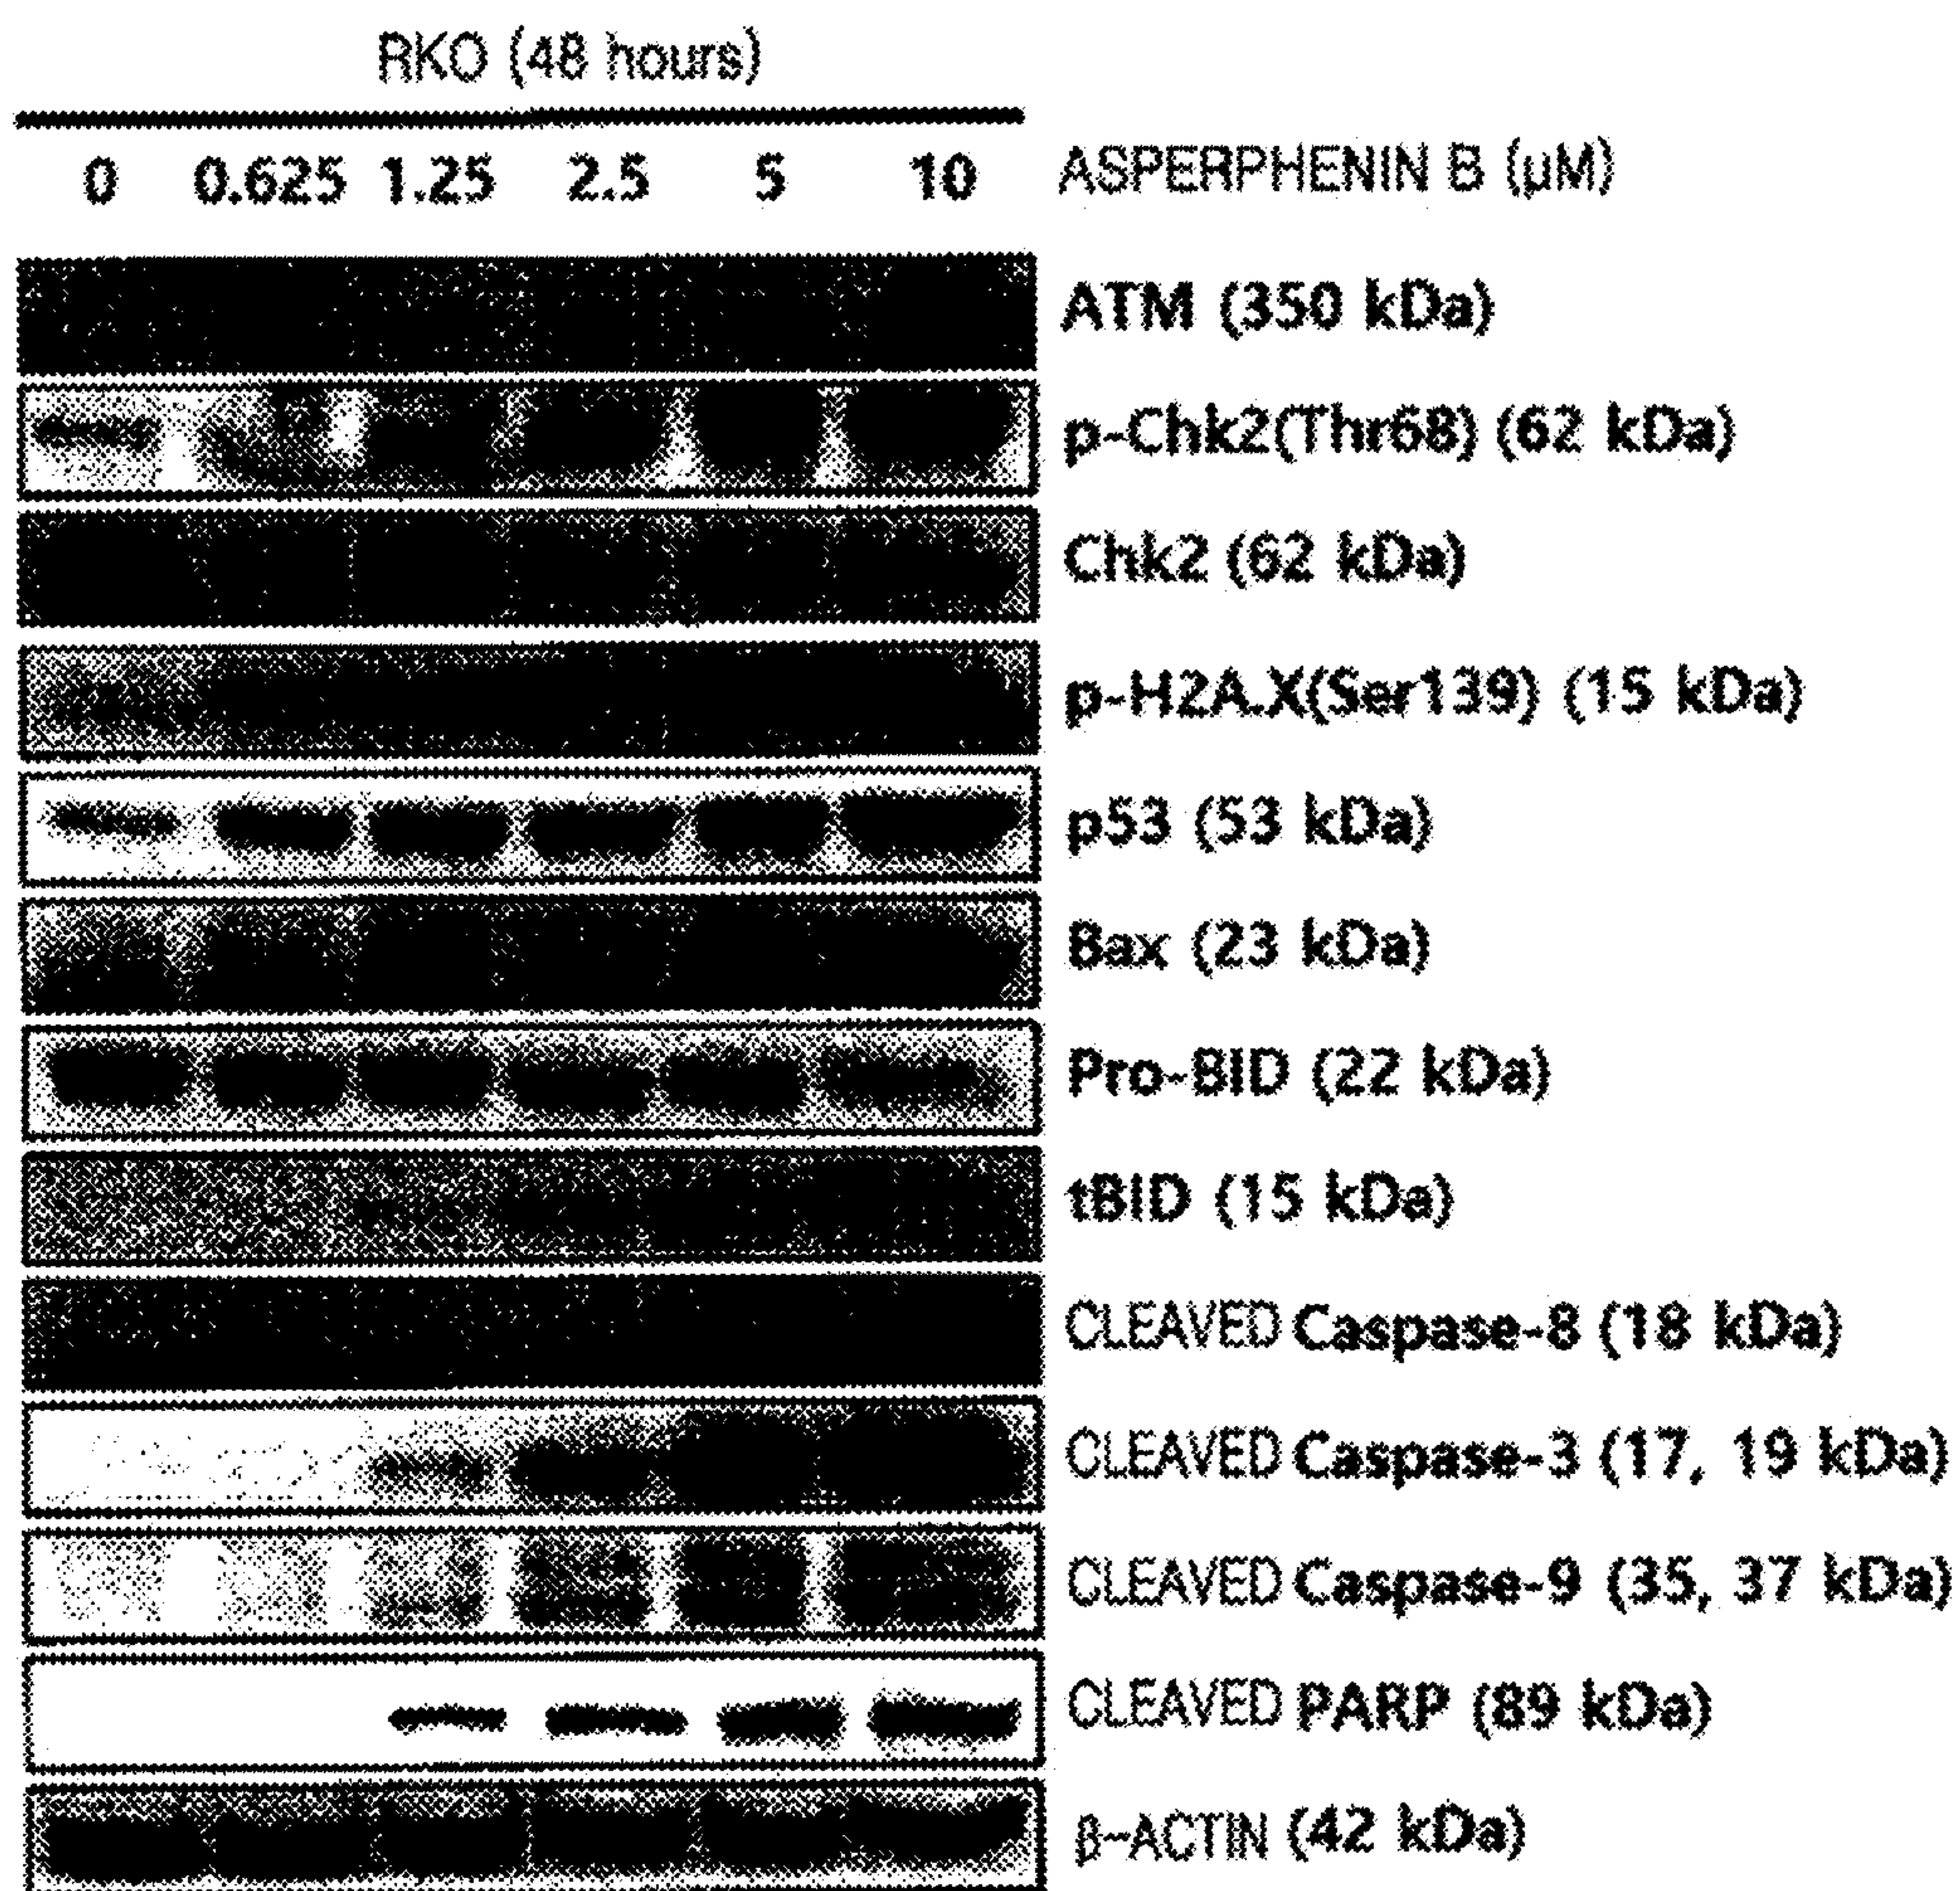 RKO (48 hours)
0 0.625 1.25 2.5 5 10 ASPERPHENIN B (μM)
ATM (350 kDa)
p-Chk2(Thr68) (62 kDa)
Chk2 (62 kDa)
p-H2A.X(Ser139) (15 kDa)
p53 (53 kDa)
Bax (23 kDa)
Pro-BID (22 kDa)
tBID (15 kDa)
CLEAVED Caspase-8 (18 kDa)
CLEAVED Caspase-3 (17, 19 kDa)
CLEAVED Caspase-9 (35, 37 kDa)
CLEAVED PARP (89 kDa)
β-ACTIN (42 kDa)